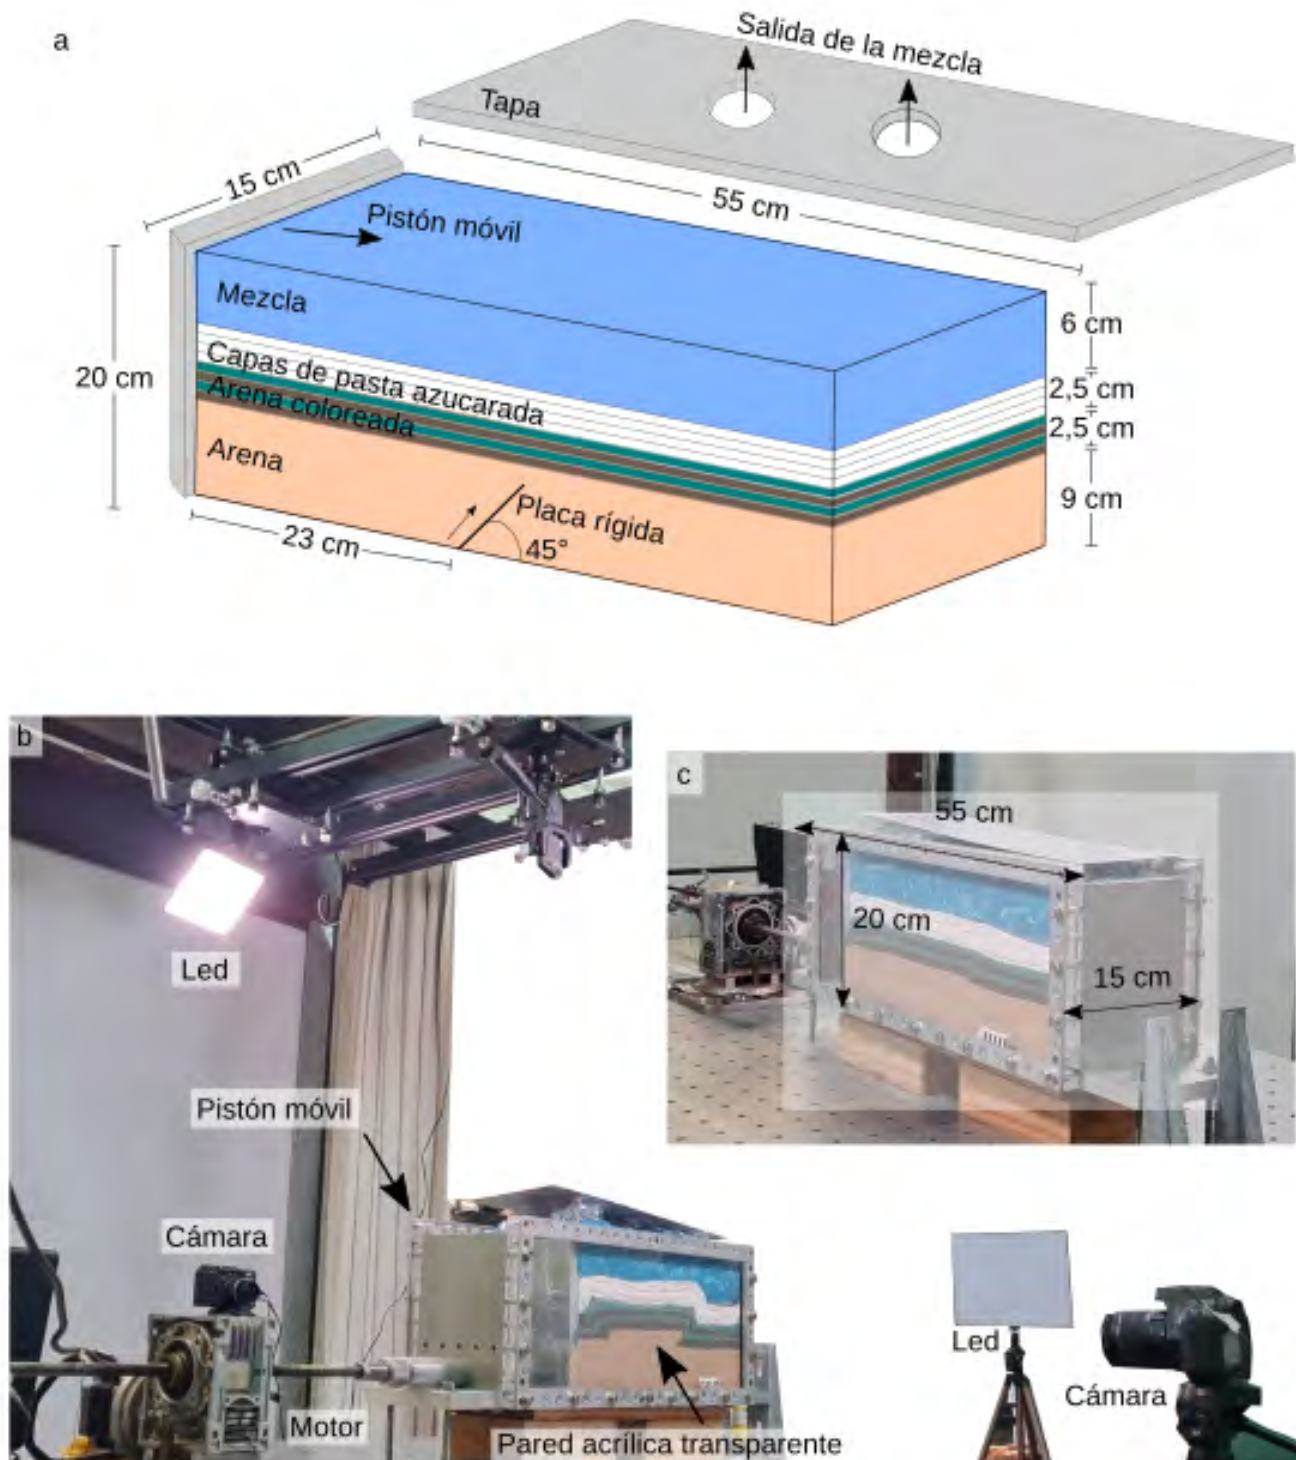 a
Salida de la mezcla
Tapa
15 cm
55 cm
Pistón móvil
Mezcla
6 cm
Capas de pasta azucarada
2,5 cm
20 cm
Arena coloreada
2,5 cm
Arena
9 cm
Placa rígida
23 cm
45°
b
c
55 cm
20 cm
Led
15 cm
Pistón móvil
Cámara
Led
Cámara
Motor
Pared acrílica transparente